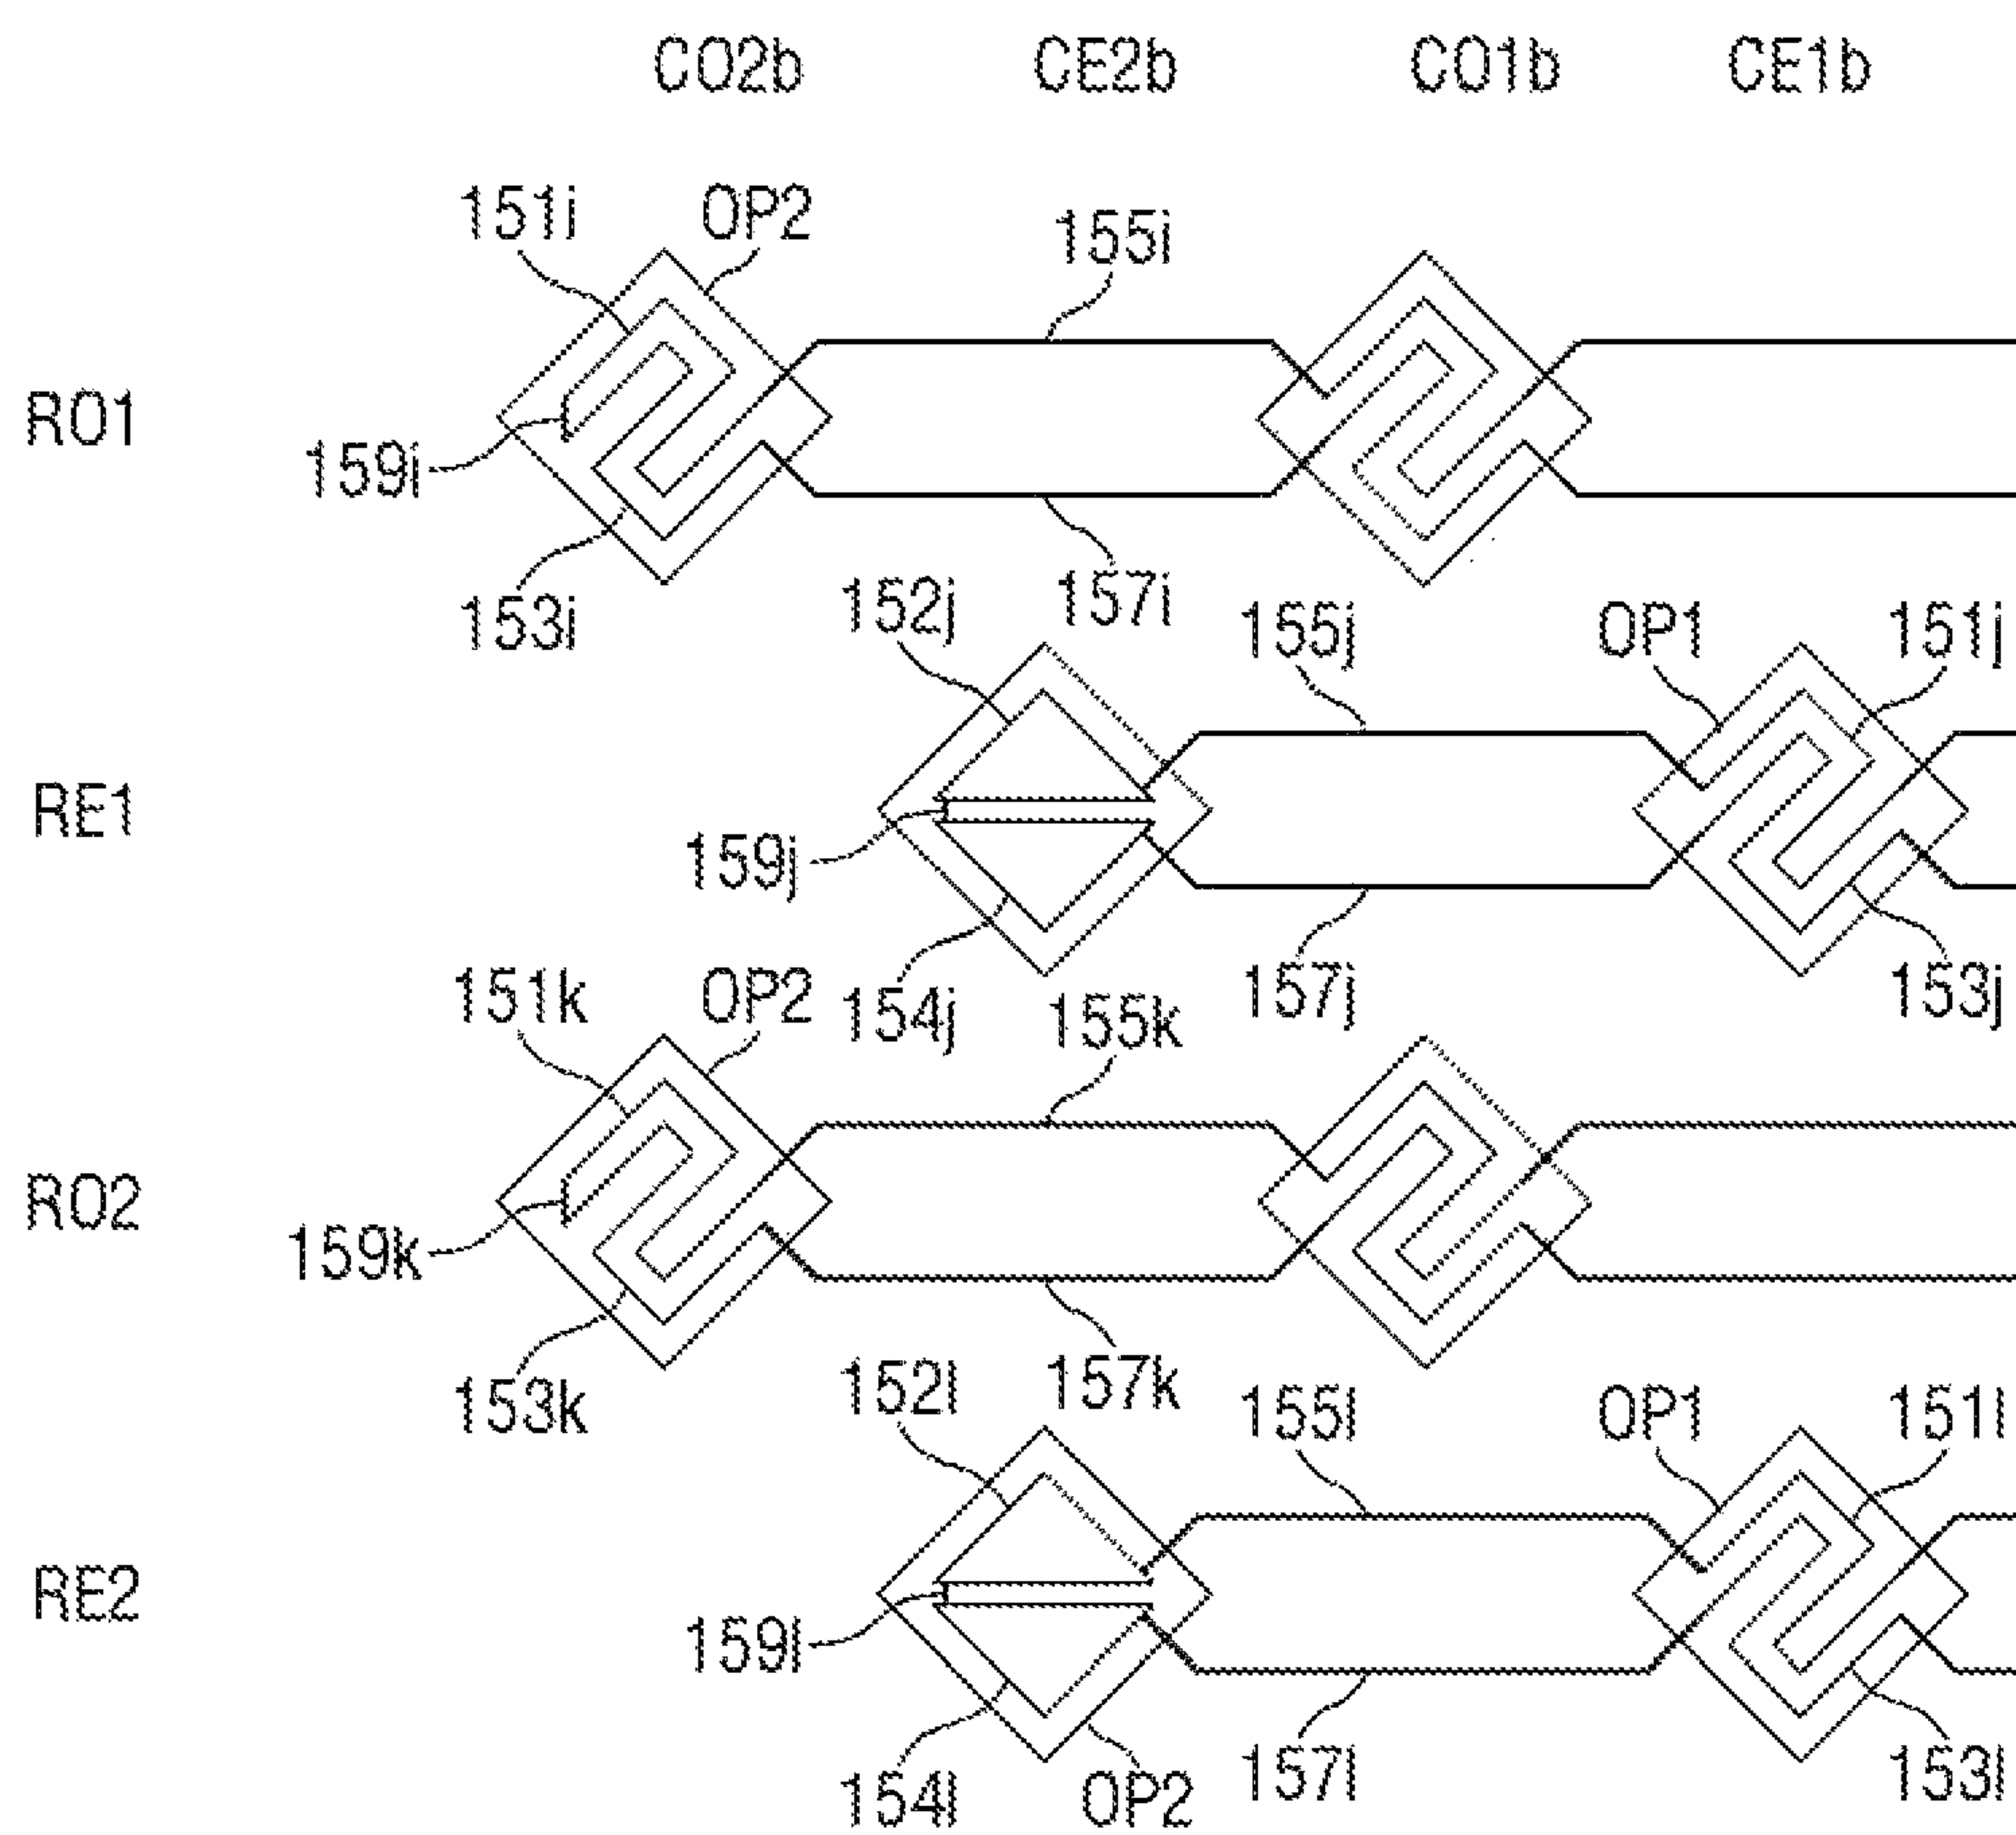 CO2b CE2b CO1b CE1b
151i OP2 155i
RO1
159i
153i 152j 157i 155j OP1 151j
RE1
159j
151k OP2 154j 155k 157j 153j
RO2
159k
153k 152l 157k 155l OP1 151l
RE2
159l
154l OP2 157l 153l